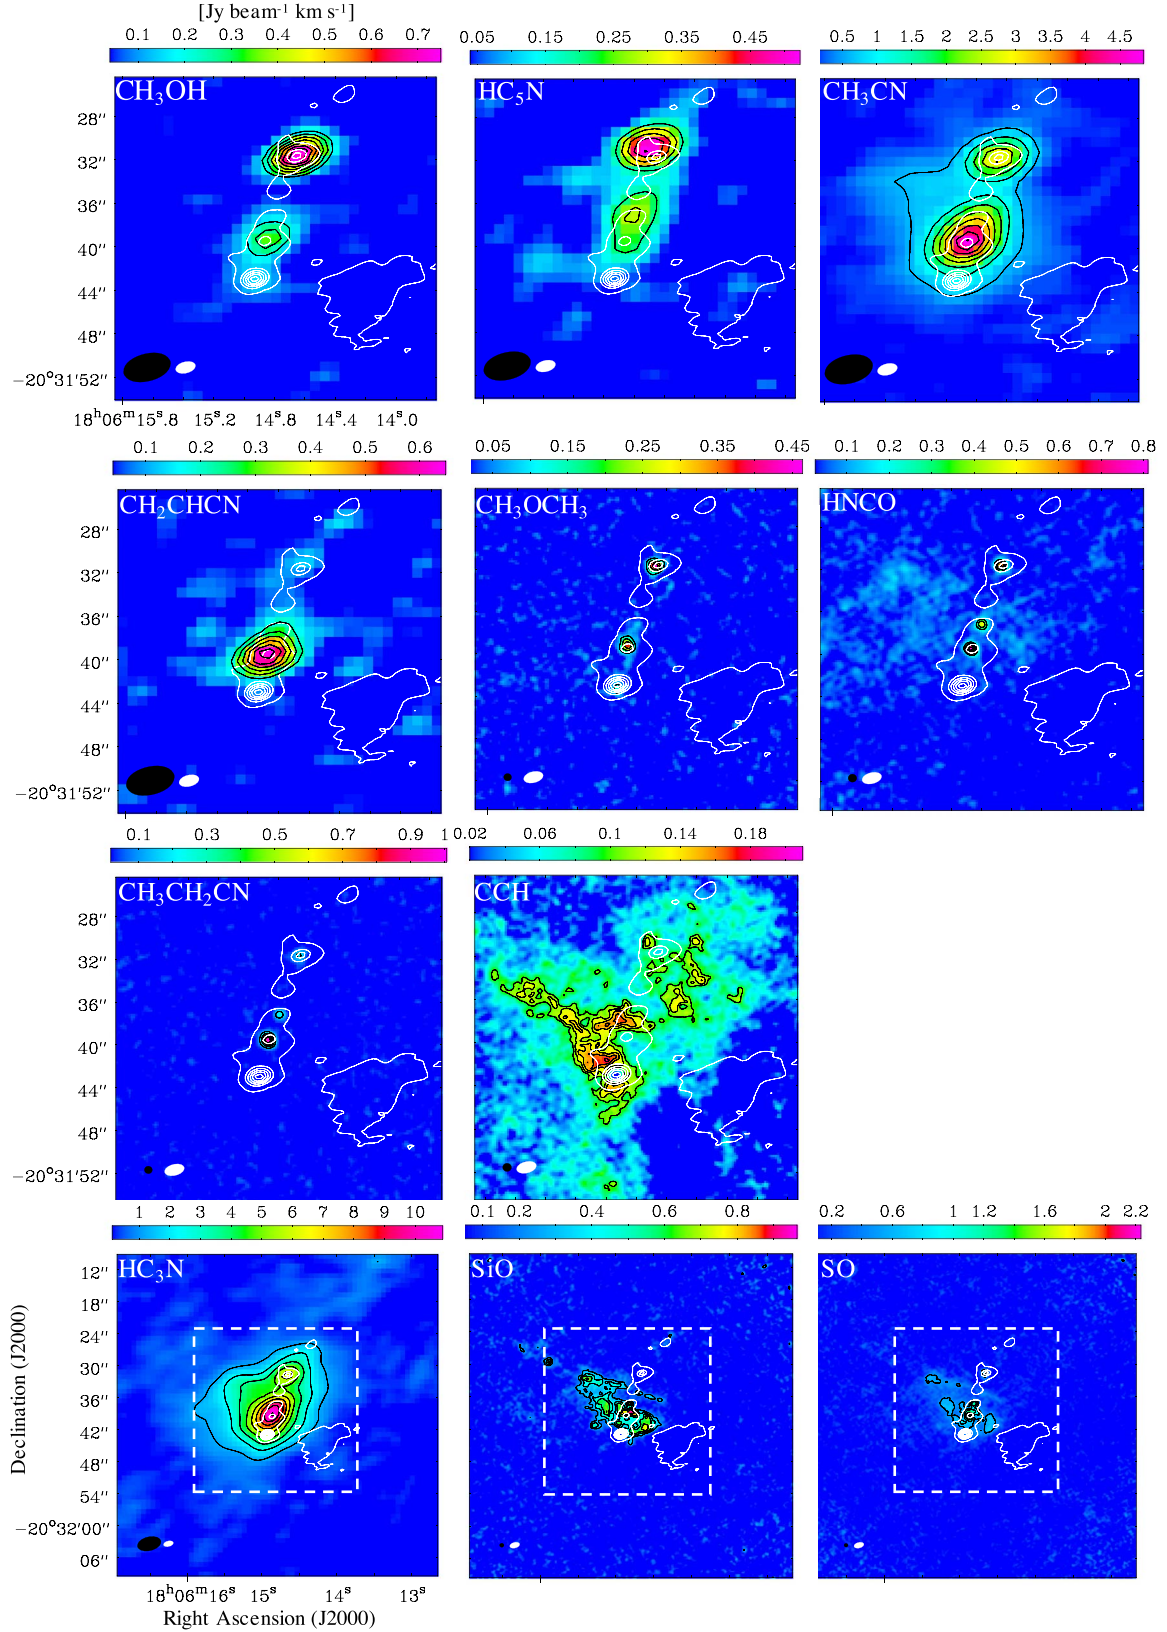 [Jy beam⁻¹ km s⁻¹]
0.1 0.2 0.3 0.4 0.5 0.6 0.7
0.05 0.15 0.25 0.35 0.45
0.5 1 1.5 2 2.5 3 3.5 4 4.5
CH₃OH
HC₅N
CH₃CN
28″
32″
36″
40″
44″
48″
−20°31′52″
18ʰ06ᵐ15ˢ.8 15ˢ.2 14ˢ.8 14ˢ.4 14ˢ.0
0.1 0.2 0.3 0.4 0.5 0.6
0.05 0.15 0.25 0.35 0.45
0.1 0.2 0.3 0.4 0.5 0.6 0.7 0.8
CH₂CHCN
CH₃OCH₃
HNCO
28″
32″
36″
40″
44″
48″
−20°31′52″
0.1 0.3 0.5 0.7 0.9 1
0.02 0.06 0.1 0.14 0.18
CH₃CH₂CN
CCH
28″
32″
36″
40″
44″
48″
−20°31′52″
1 2 3 4 5 6 7 8 9 10
0.1 0.2 0.4 0.6 0.8
0.2 0.6 1 1.2 1.6 2 2.2
HC₃N
SiO
SO
12″
18″
24″
30″
36″
42″
48″
54″
−20°32′00″
06″
Declination (J2000)
18ʰ06ᵐ16ˢ 15ˢ 14ˢ 13ˢ
Right Ascension (J2000)